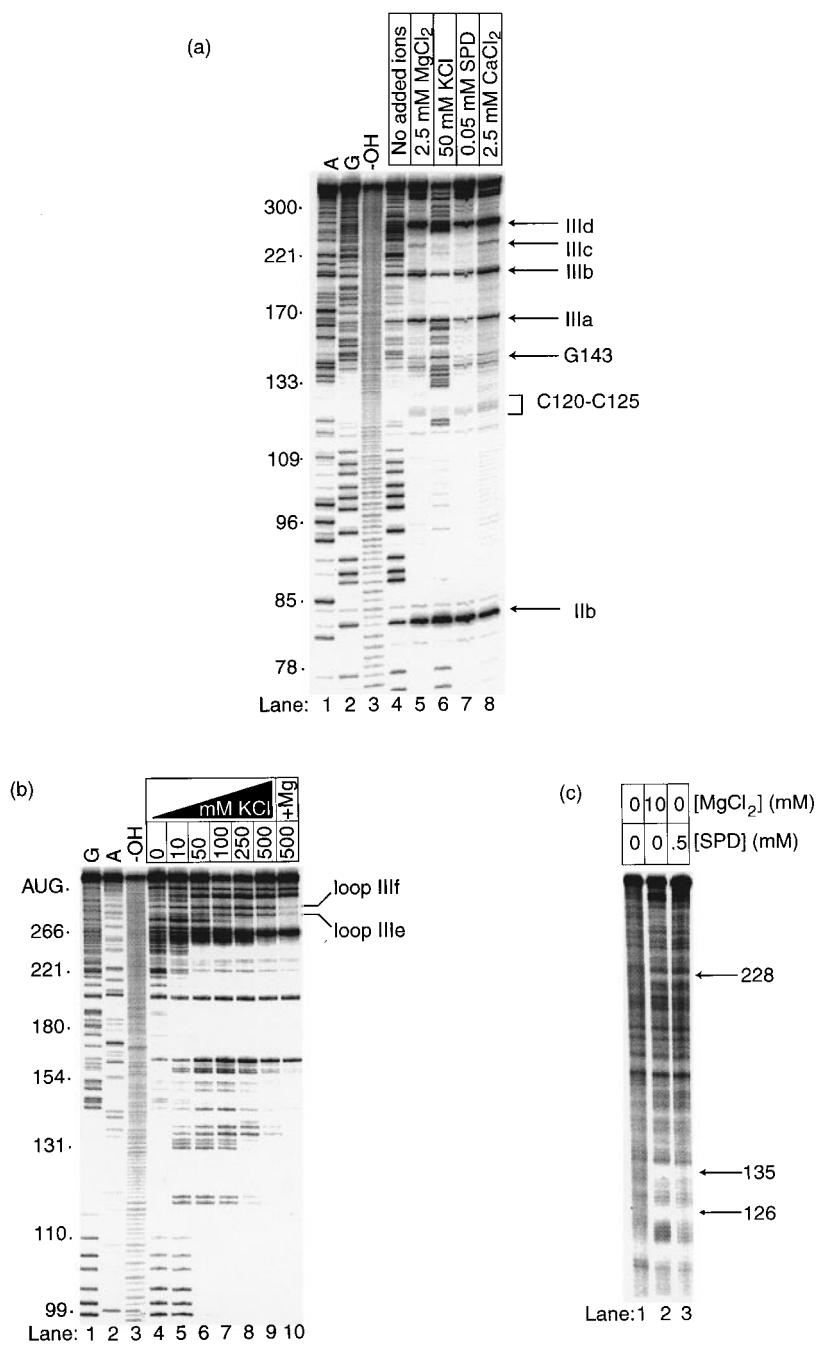 (a)
No added ions
2.5 mM MgCl2
50 mM KCl
0.05 mM SPD
2.5 mM CaCl2
A
G
-OH
300·
221·
170·
133·
109·
96·
85·
78·
IIId
IIIc
IIIb
IIIa
G143
C120-C125
IIb
Lane: 1 2 3 4 5 6 7 8
(b)
mM KCl
+Mg
G A -OH 0 10 50 100 250 500 500
AUG·
266·
221·
180·
154·
131·
110·
99·
loop IIIf
loop IIIe
Lane: 1 2 3 4 5 6 7 8 9 10
(c)
0 10 0 [MgCl2] (mM)
0 0 .5 [SPD] (mM)
228
135
126
Lane: 1 2 3